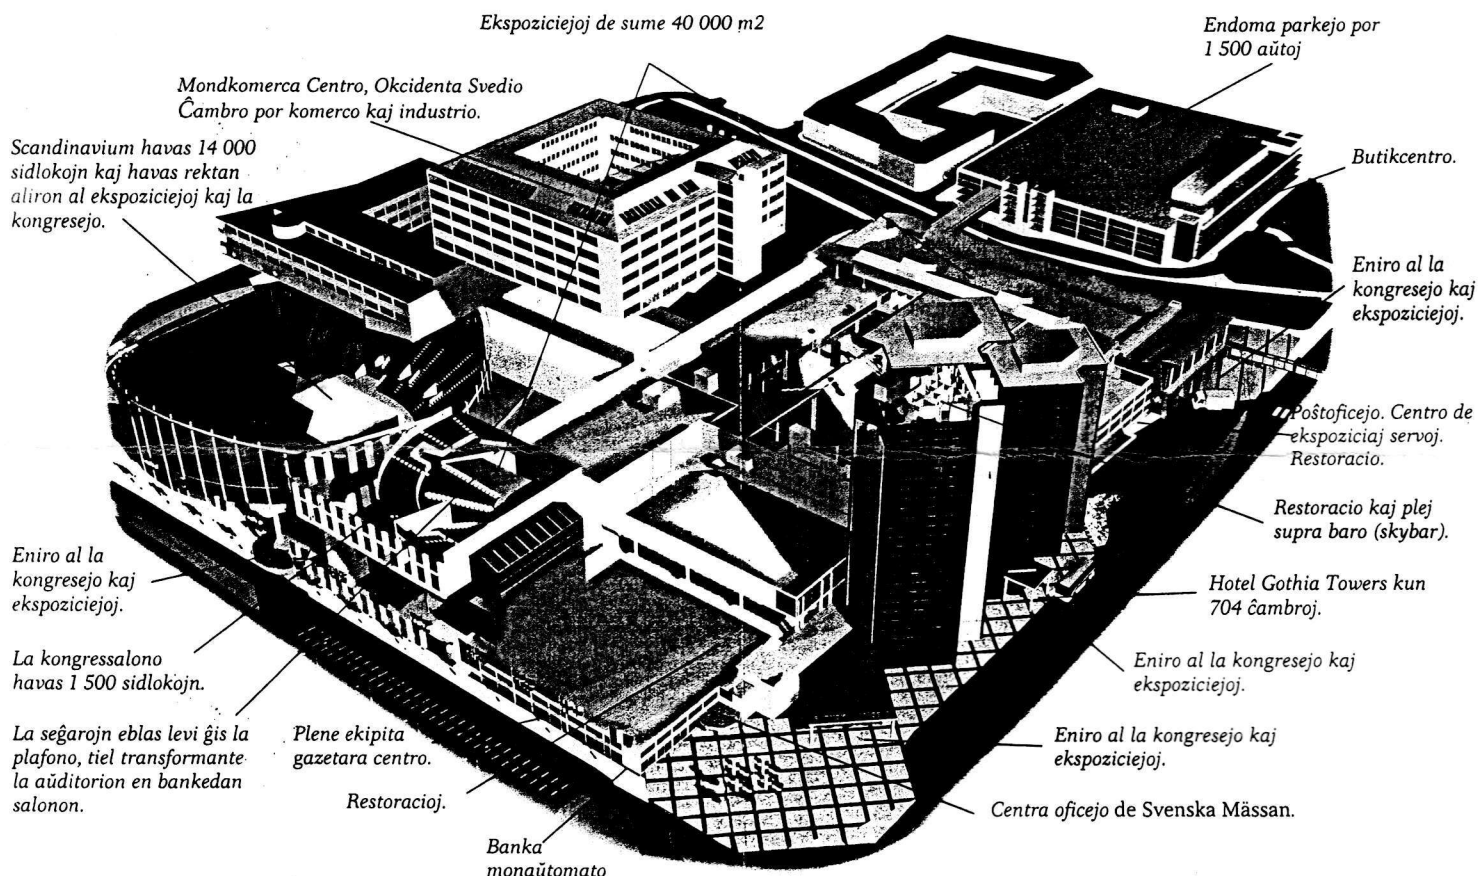 Ekspoziciejoj de sume 40 000 m2
Endoma parkejo por
1 500 aŭtoj
Mondkomerca Centro, Okcidenta Svedio
Ĉambro por komerco kaj industrio.
Scandinavium havas 14 000
sidlokojn kaj havas rektan
aliron al ekspoziciejoj kaj la
kongresejo.
Butikcentro.
Eniro al la
kongresejo kaj
ekspoziciejoj.
Poŝtoficejo. Centro de
ekspoziciaj servoj.
Restoracio.
Restoracio kaj plej
supra baro (skybar).
Hotel Gothia Towers kun
704 ĉambroj.
Eniro al la kongresejo kaj
ekspoziciejoj.
Eniro al la kongresejo kaj
ekspoziciejoj.
Centra oficejo de Svenska Mässan.
Eniro al la
kongresejo kaj
ekspoziciejoj.
La kongressalono
havas 1 500 sidlokojn.
La seĝarojn eblas levi ĝis la
plafono, tiel transformante
la aŭditorion en bankedan
salonon.
Plene ekipita
gazetara centro.
Restoracioj.
Banka
monaŭtomato